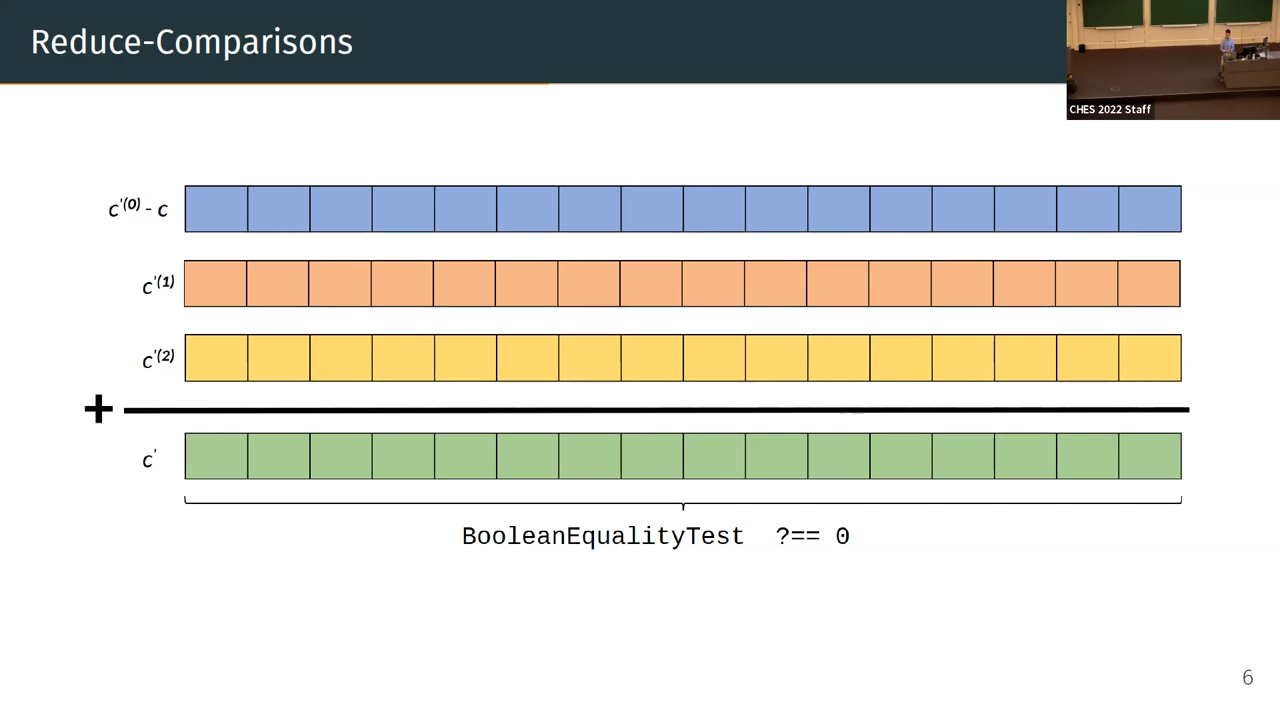 Reduce-Comparisons
CHES 2022 Staff
c'(0) - c
c'(1)
c'(2)
+
c'
BooleanEqualityTest ?== 0
6